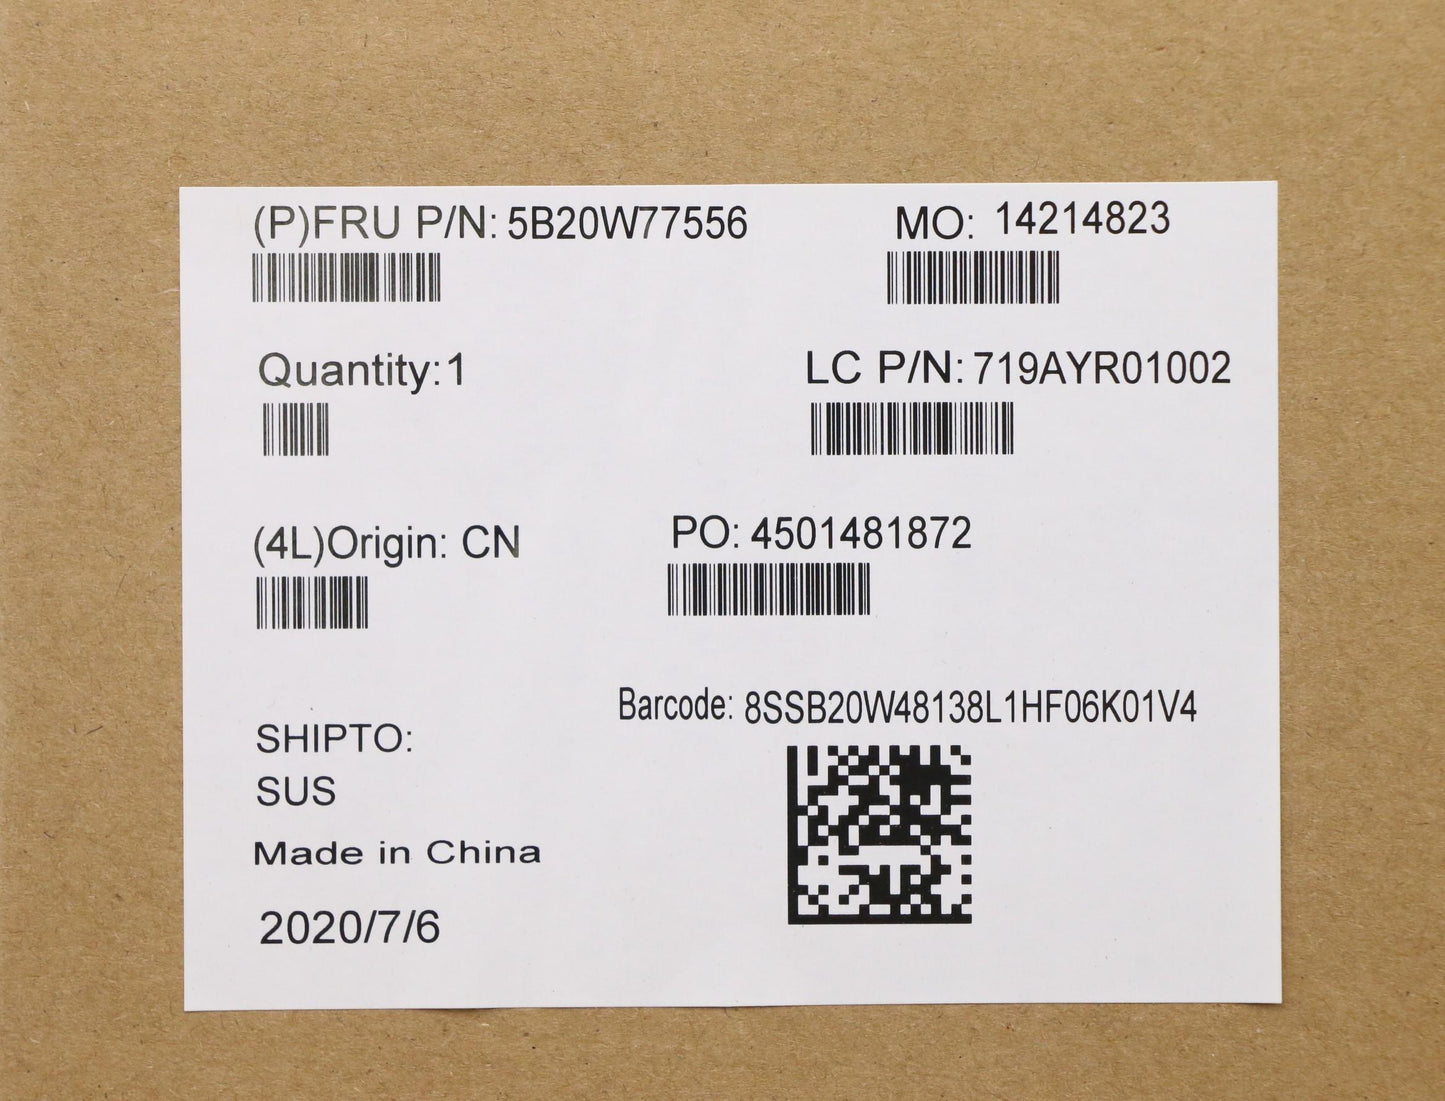 (P)FRU P/N: 5B20W77556
MO: 14214823
Quantity: 1
LC P/N: 719AYR01002
(4L)Origin: CN
PO: 4501481872
Barcode: 8SSB20W48138L1HF06K01V4
SHIPTO:
SUS
Made in China
2020/7/6